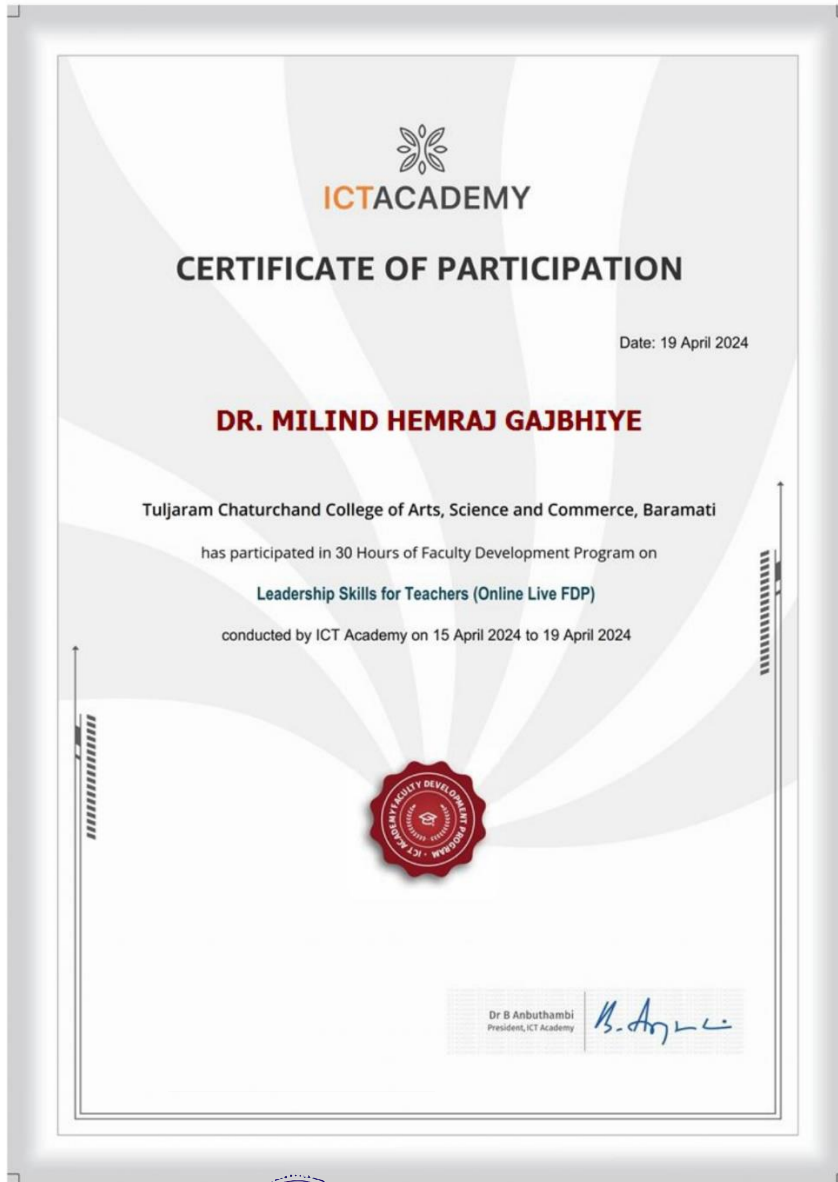 ICTACADEMY
CERTIFICATE OF PARTICIPATION
Date: 19 April 2024
DR. MILIND HEMRAJ GAJBHIYE
Tuljaram Chaturchand College of Arts, Science and Commerce, Baramati
has participated in 30 Hours of Faculty Development Program on
Leadership Skills for Teachers (Online Live FDP)
conducted by ICT Academy on 15 April 2024 to 19 April 2024
FACULTY DEVELOPMENT PROGRAM · ICT ACADEMY
Dr B Anbuthambi
President, ICT Academy